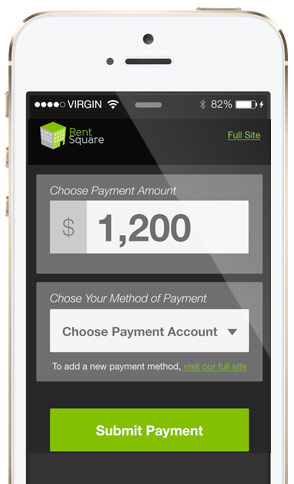 VIRGIN 82%
Rent
Square
Full Site
Choose Payment Amount
$ 1,200
Chose Your Method of Payment
Choose Payment Account
To add a new payment method, visit our full site
Submit Payment